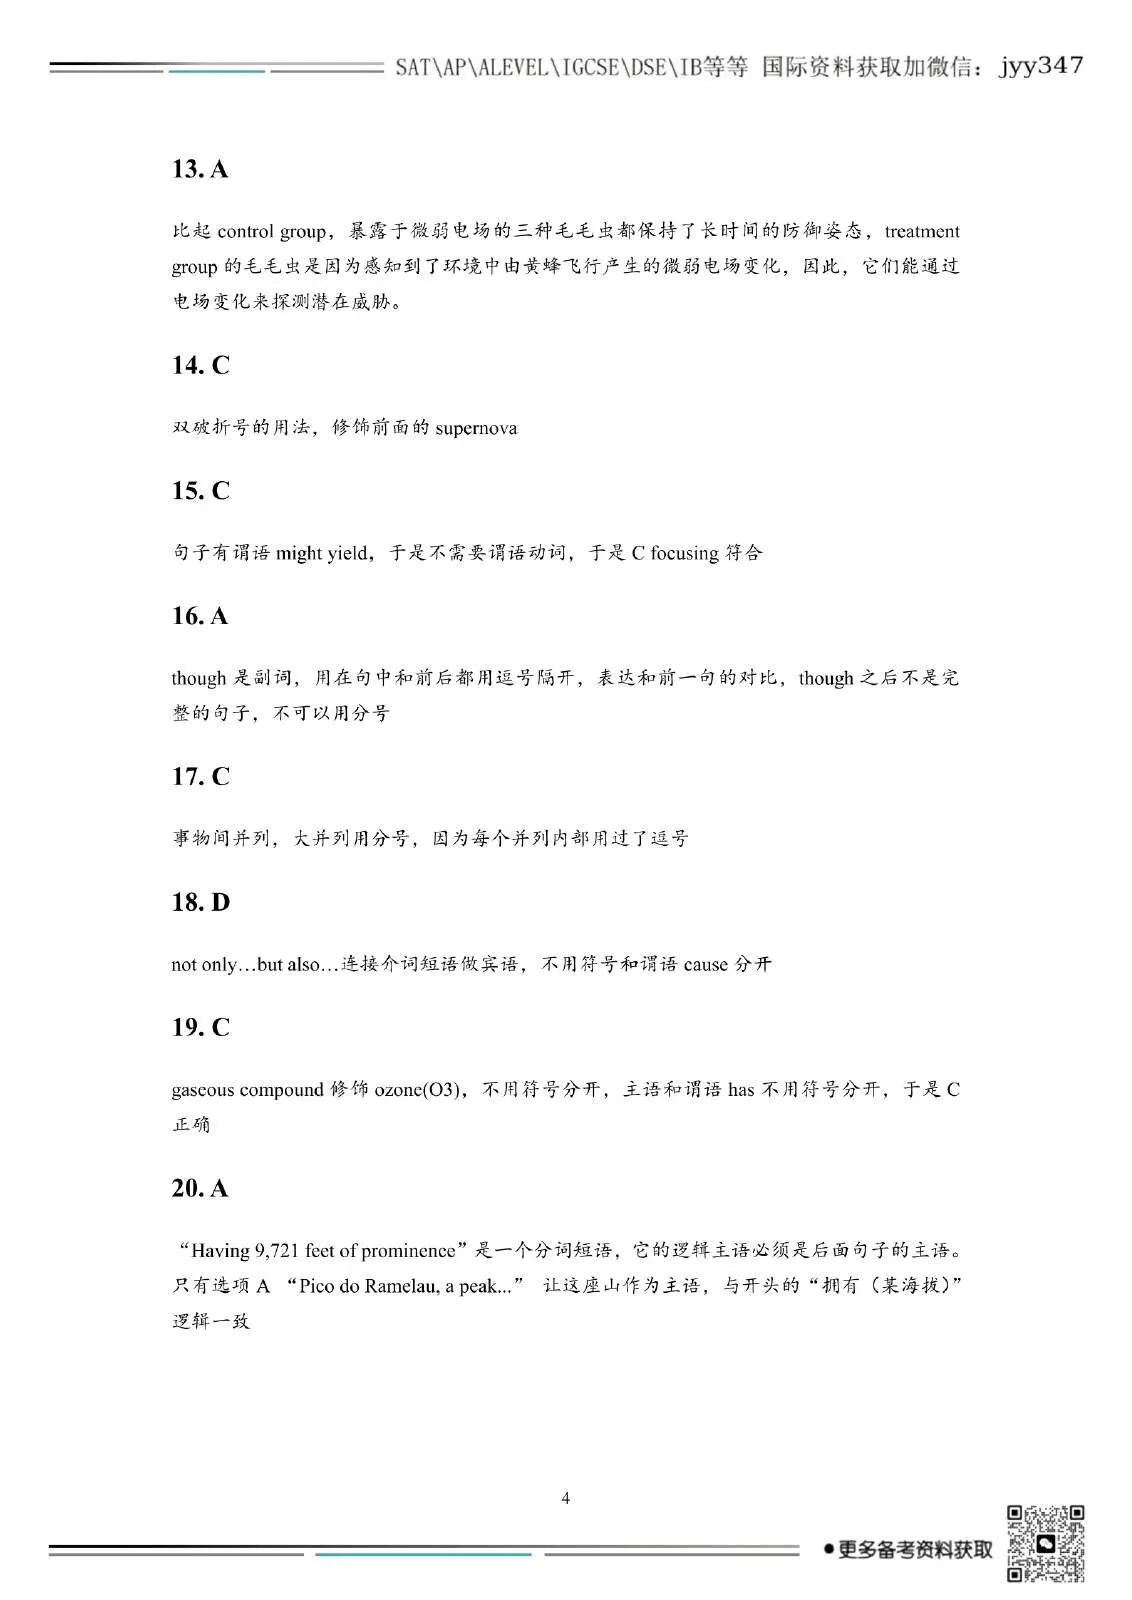 SAT\AP\ALEVEL\IGCSE\DSE\IB等等 国际资料获取加微信: jyy347
13. A
比起 control group，暴露于微弱电场的三种毛毛虫都保持了长时间的防御姿态，treatment
group 的毛毛虫是因为感知到了环境中由黄蜂飞行产生的微弱电场变化，因此，它们能通过
电场变化来探测潜在威胁。
14. C
双破折号的用法，修饰前面的 supernova
15. C
句子有谓语 might yield，于是不需要谓语动词，于是 C focusing 符合
16. A
though 是副词，用在句中和前后都用逗号隔开，表达和前一句的对比，though 之后不是完
整的句子，不可以用分号
17. C
事物间并列，大并列用分号，因为每个并列内部用过了逗号
18. D
not only…but also…连接介词短语做宾语，不用符号和谓语 cause 分开
19. C
gaseous compound 修饰 ozone(O3)，不用符号分开，主语和谓语 has 不用符号分开，于是 C
正确
20. A
“Having 9,721 feet of prominence”是一个分词短语，它的逻辑主语必须是后面句子的主语。
只有选项 A “Pico do Ramelau, a peak...” 让这座山作为主语，与开头的“拥有（某海拔）”
逻辑一致
4
●更多备考资料获取